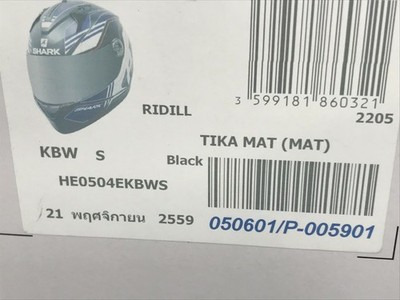 SHARK
SHARK
RIDILL
3 599181 860321
2205
TIKA MAT (MAT)
KBW S
Black
HE0504EKBWS
21 พฤศจิกายน 2559
050601/P-005901